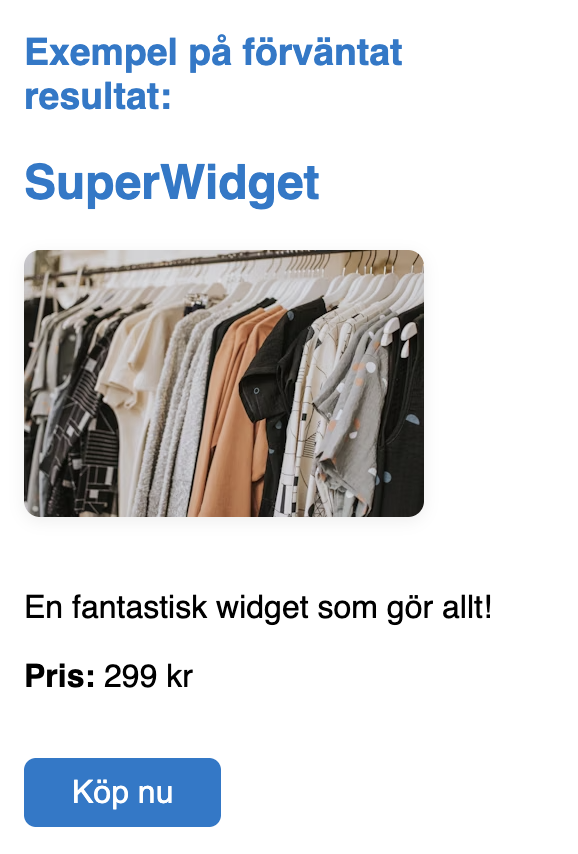 Exempel på förväntat
resultat:
SuperWidget
En fantastisk widget som gör allt!
Pris: 299 kr
Köp nu